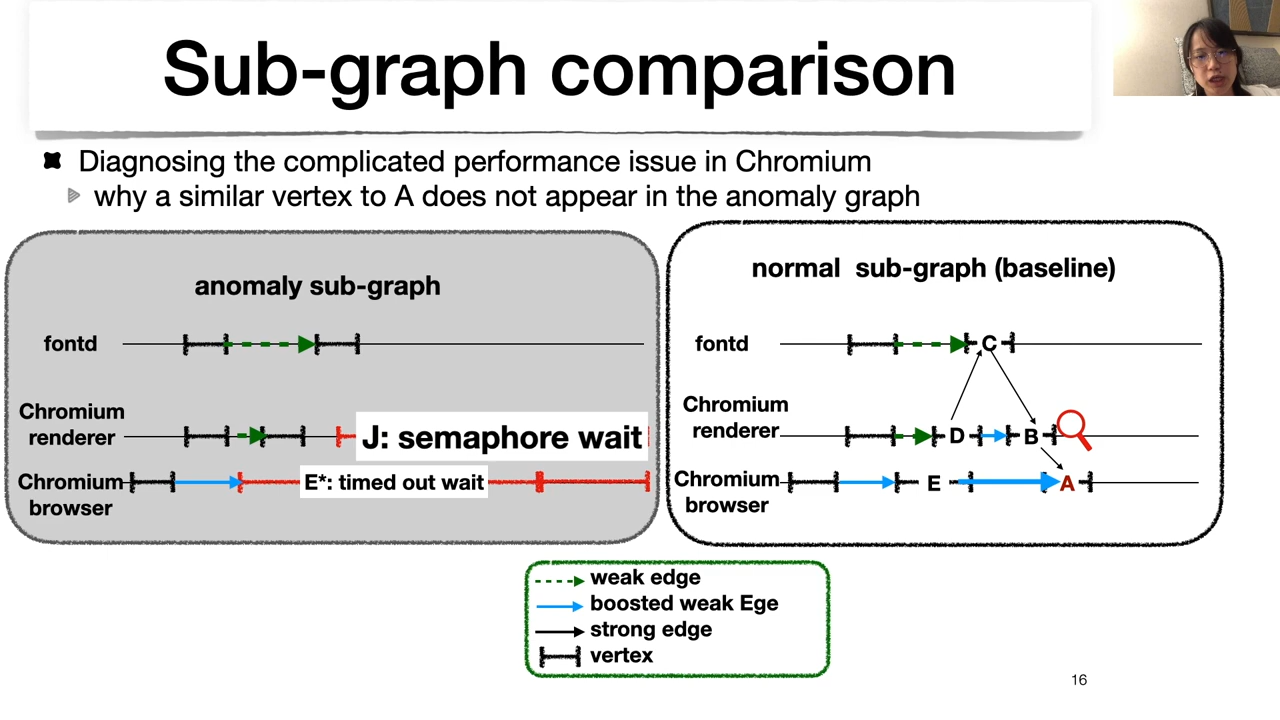 Sub-graph comparison
Diagnosing the complicated performance issue in Chromium
why a similar vertex to A does not appear in the anomaly graph
anomaly sub-graph
fontd
Chromium
renderer
J: semaphore wait
Chromium
browser
E*: timed out wait
normal sub-graph (baseline)
fontd
C
Chromium
renderer
D
B
Chromium
browser
E
A
weak edge
boosted weak Ege
strong edge
vertex
16